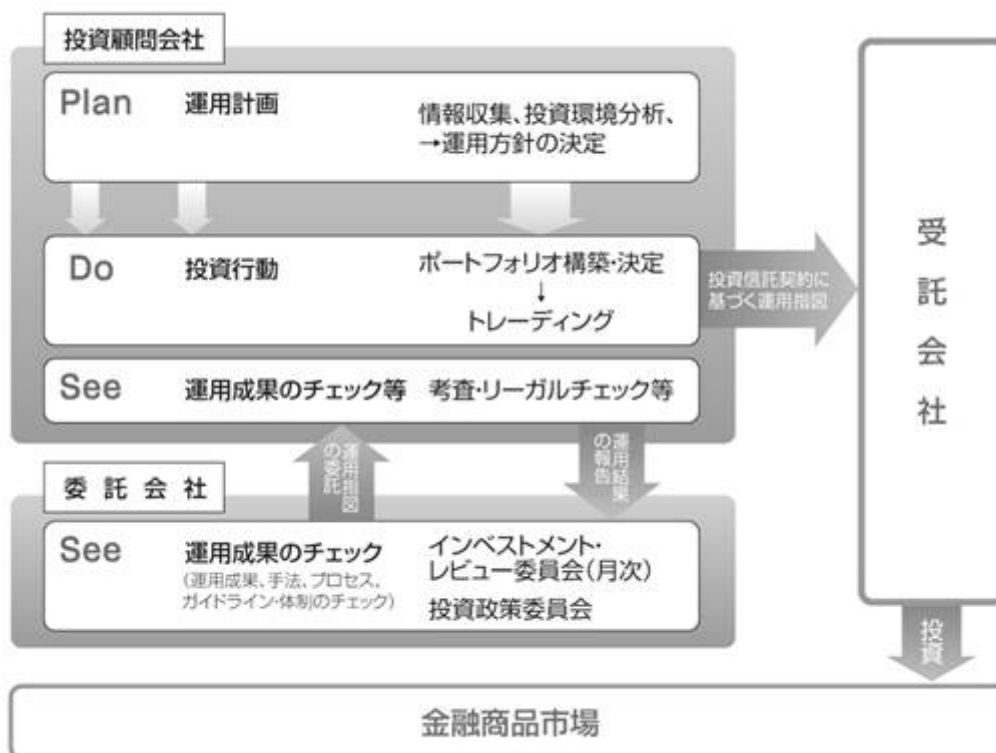 投資顧問会社
Plan 運用計画
情報収集、投資環境分析、
→運用方針の決定
Do 投資行動
ポートフォリオ構築・決定
↓
トレーディング
投資信託契約に
基づく運用指図
See 運用成果のチェック等 考査・リーガルチェック等
運用指図
の委託
運用結果
の報告
委託会社
See 運用成果のチェック
(運用成果、手法、プロセス、
ガイドライン・体制のチェック)
インベストメント・
レビュー委員会(月次)
投資政策委員会
受託会社
投資
金融商品市場